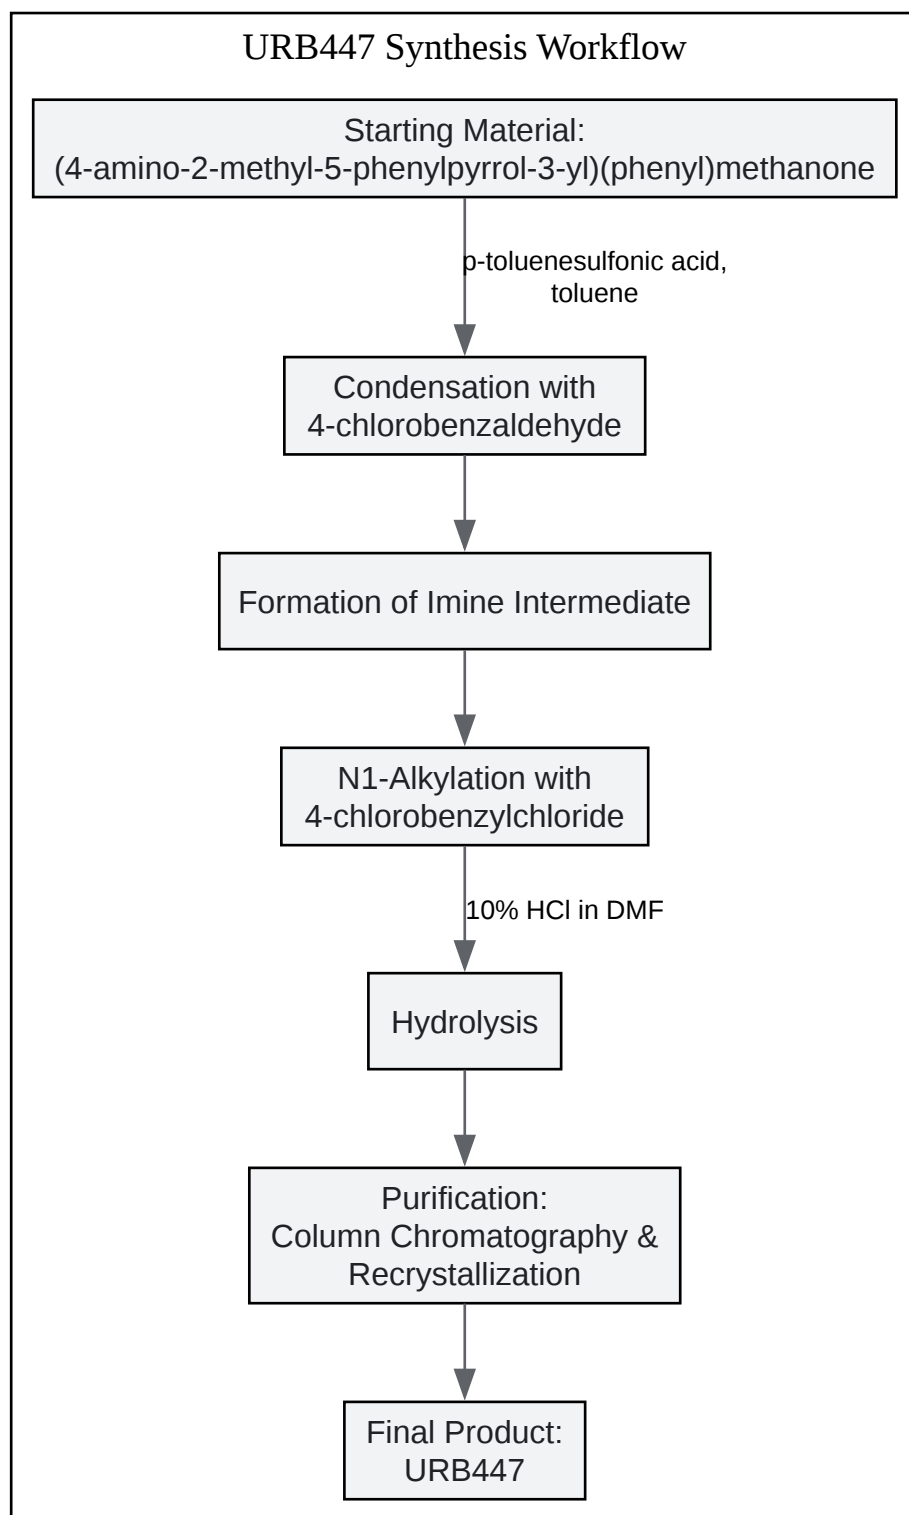 URB447 Synthesis Workflow
Starting Material:
(4-amino-2-methyl-5-phenylpyrrol-3-yl)(phenyl)methanone
p-toluenesulfonic acid,
toluene
Condensation with
4-chlorobenzaldehyde
Formation of Imine Intermediate
N1-Alkylation with
4-chlorobenzylchloride
10% HCl in DMF
Hydrolysis
Purification:
Column Chromatography &
Recrystallization
Final Product:
URB447